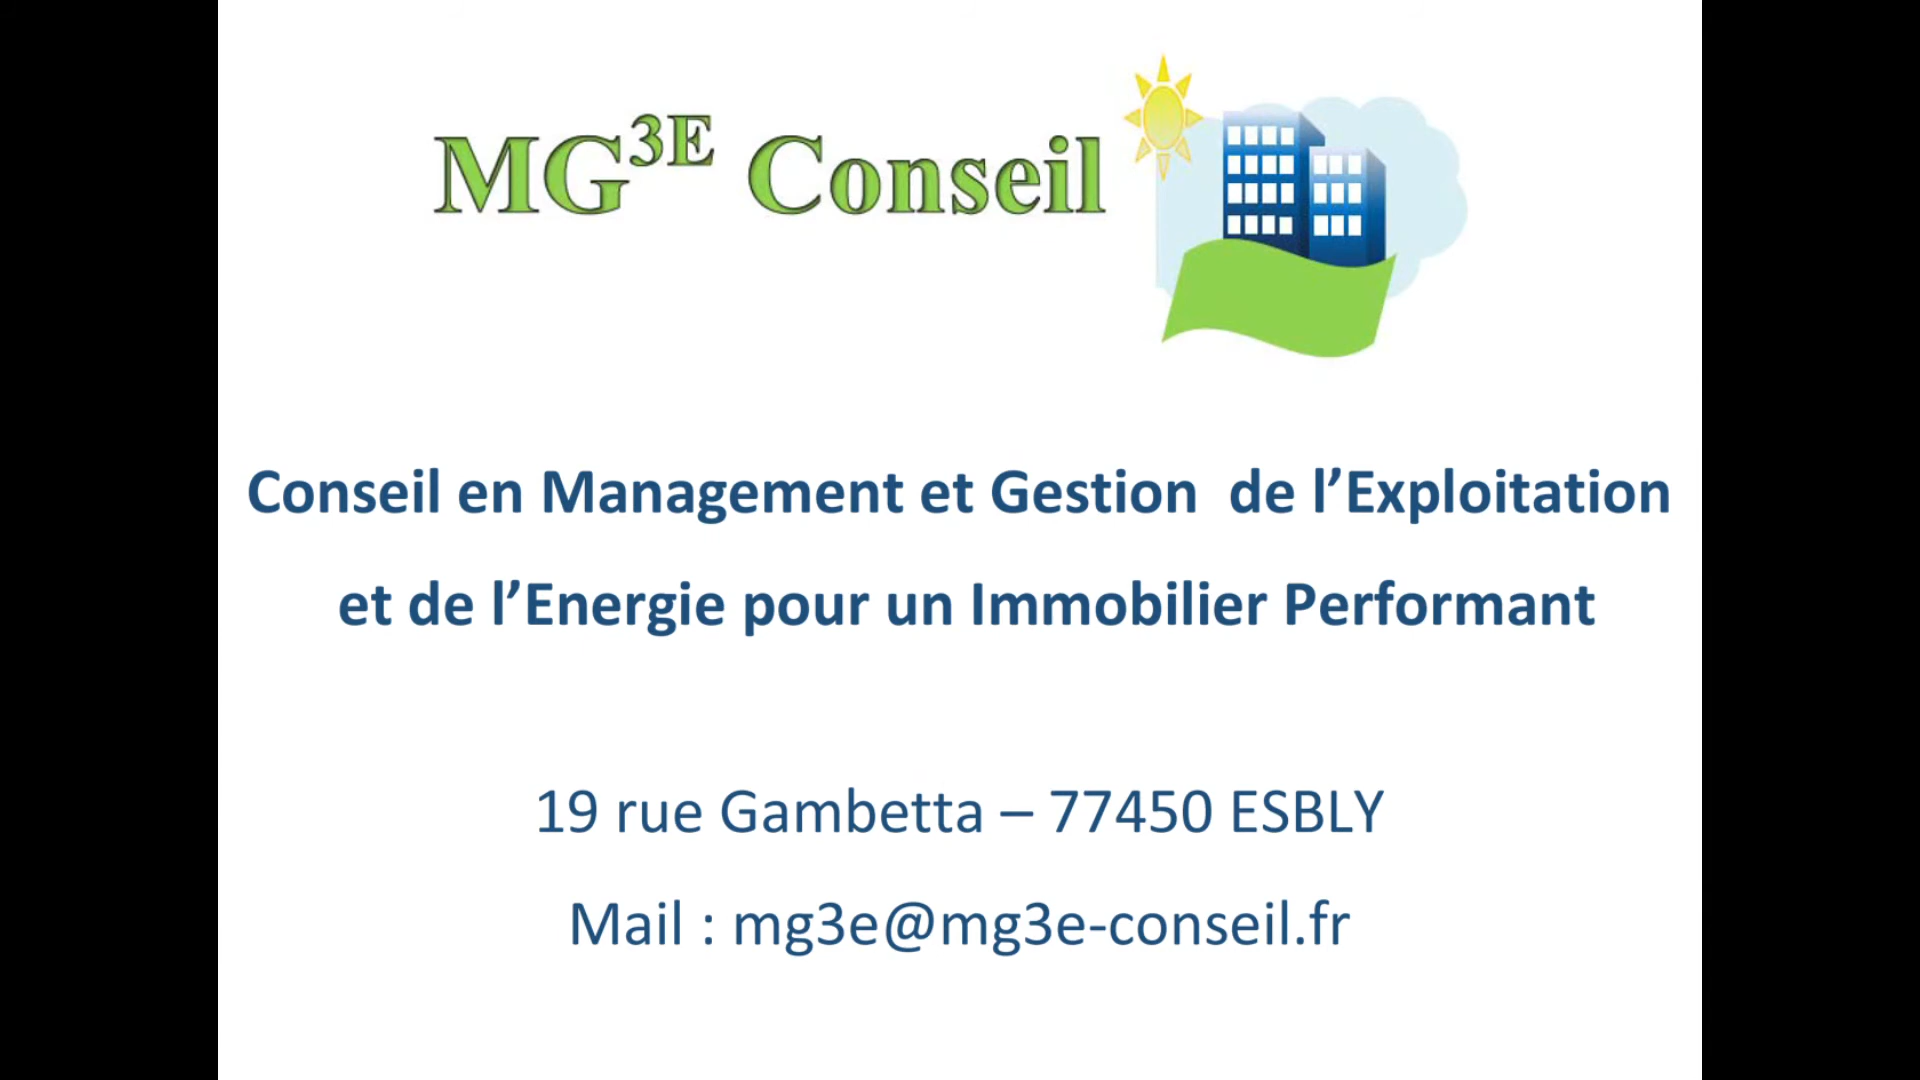 MG3E Conseil
Conseil en Management et Gestion  de l’Exploitation
et de l’Energie pour un Immobilier Performant
19 rue Gambetta – 77450 ESBLY
Mail : mg3e@mg3e-conseil.fr